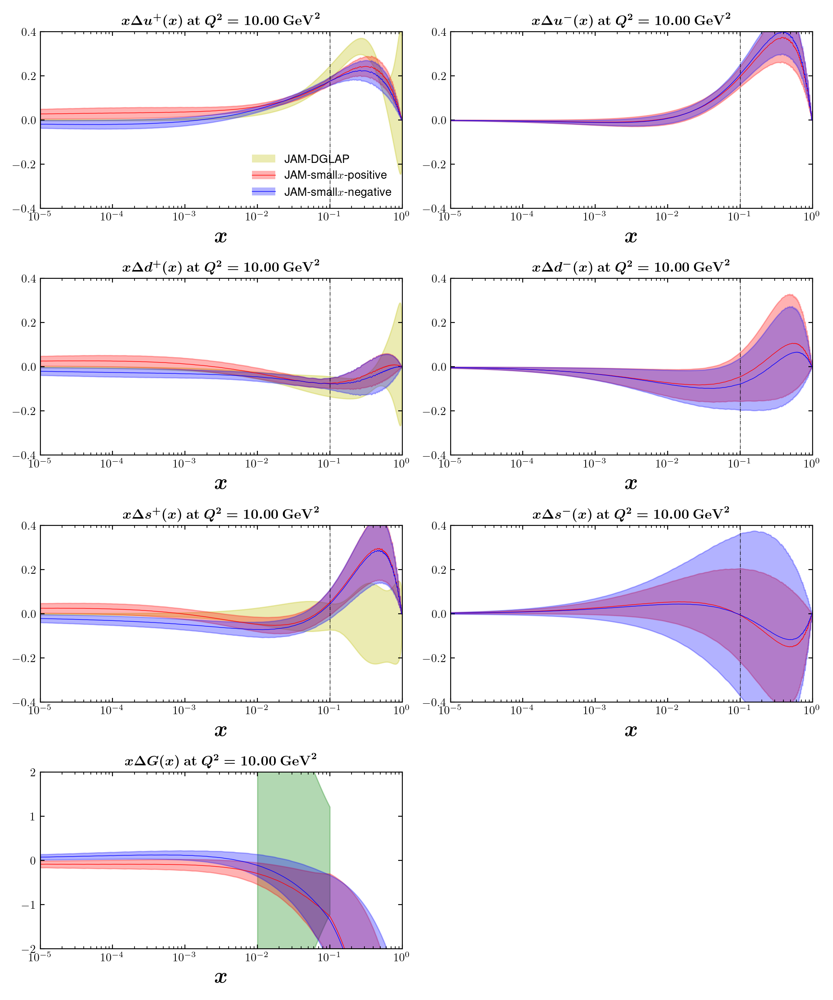 xΔu⁺(x) at Q² = 10.00 GeV²
0.4
0.2
0.0
−0.2
−0.4
JAM-DGLAP
JAM-smallx-positive
JAM-smallx-negative
10⁻⁵ 10⁻⁴ 10⁻³ 10⁻² 10⁻¹ 10⁰
x
xΔu⁻(x) at Q² = 10.00 GeV²
0.4
0.2
0.0
−0.2
−0.4
10⁻⁵ 10⁻⁴ 10⁻³ 10⁻² 10⁻¹ 10⁰
x
xΔd⁺(x) at Q² = 10.00 GeV²
0.4
0.2
0.0
−0.2
−0.4
10⁻⁵ 10⁻⁴ 10⁻³ 10⁻² 10⁻¹ 10⁰
x
xΔd⁻(x) at Q² = 10.00 GeV²
0.4
0.2
0.0
−0.2
−0.4
10⁻⁵ 10⁻⁴ 10⁻³ 10⁻² 10⁻¹ 10⁰
x
xΔs⁺(x) at Q² = 10.00 GeV²
0.4
0.2
0.0
−0.2
−0.4
10⁻⁵ 10⁻⁴ 10⁻³ 10⁻² 10⁻¹ 10⁰
x
xΔs⁻(x) at Q² = 10.00 GeV²
0.4
0.2
0.0
−0.2
−0.4
10⁻⁵ 10⁻⁴ 10⁻³ 10⁻² 10⁻¹ 10⁰
x
xΔG(x) at Q² = 10.00 GeV²
2
1
0
−1
−2
10⁻⁵ 10⁻⁴ 10⁻³ 10⁻² 10⁻¹ 10⁰
x